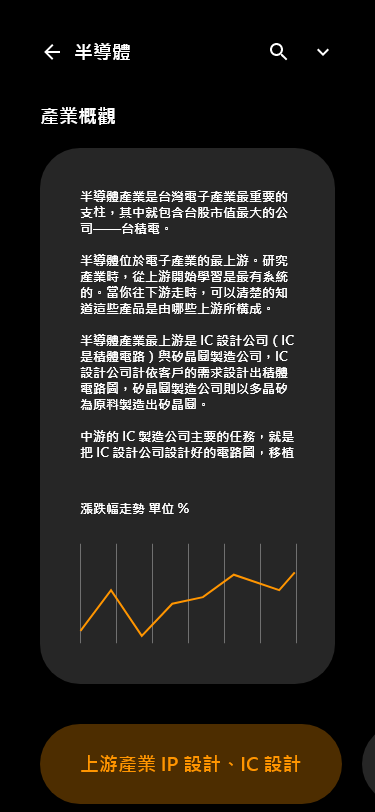 半導體
產業概觀
半導體產業是台灣電子產業最重要的
支柱，其中就包含台股市值最大的公
司——台積電。
半導體位於電子產業的最上游。研究
產業時，從上游開始學習是最有系統
的。當你往下游走時，可以清楚的知
道這些產品是由哪些上游所構成。
半導體產業最上游是 IC 設計公司（IC
是積體電路）與矽晶圓製造公司，IC
設計公司計依客戶的需求設計出積體
電路圖，矽晶圓製造公司則以多晶矽
為原料製造出矽晶圓。
中游的 IC 製造公司主要的任務，就是
把 IC 設計公司設計好的電路圖，移植
漲跌幅走勢 單位 %
上游產業 IP 設計、IC 設計